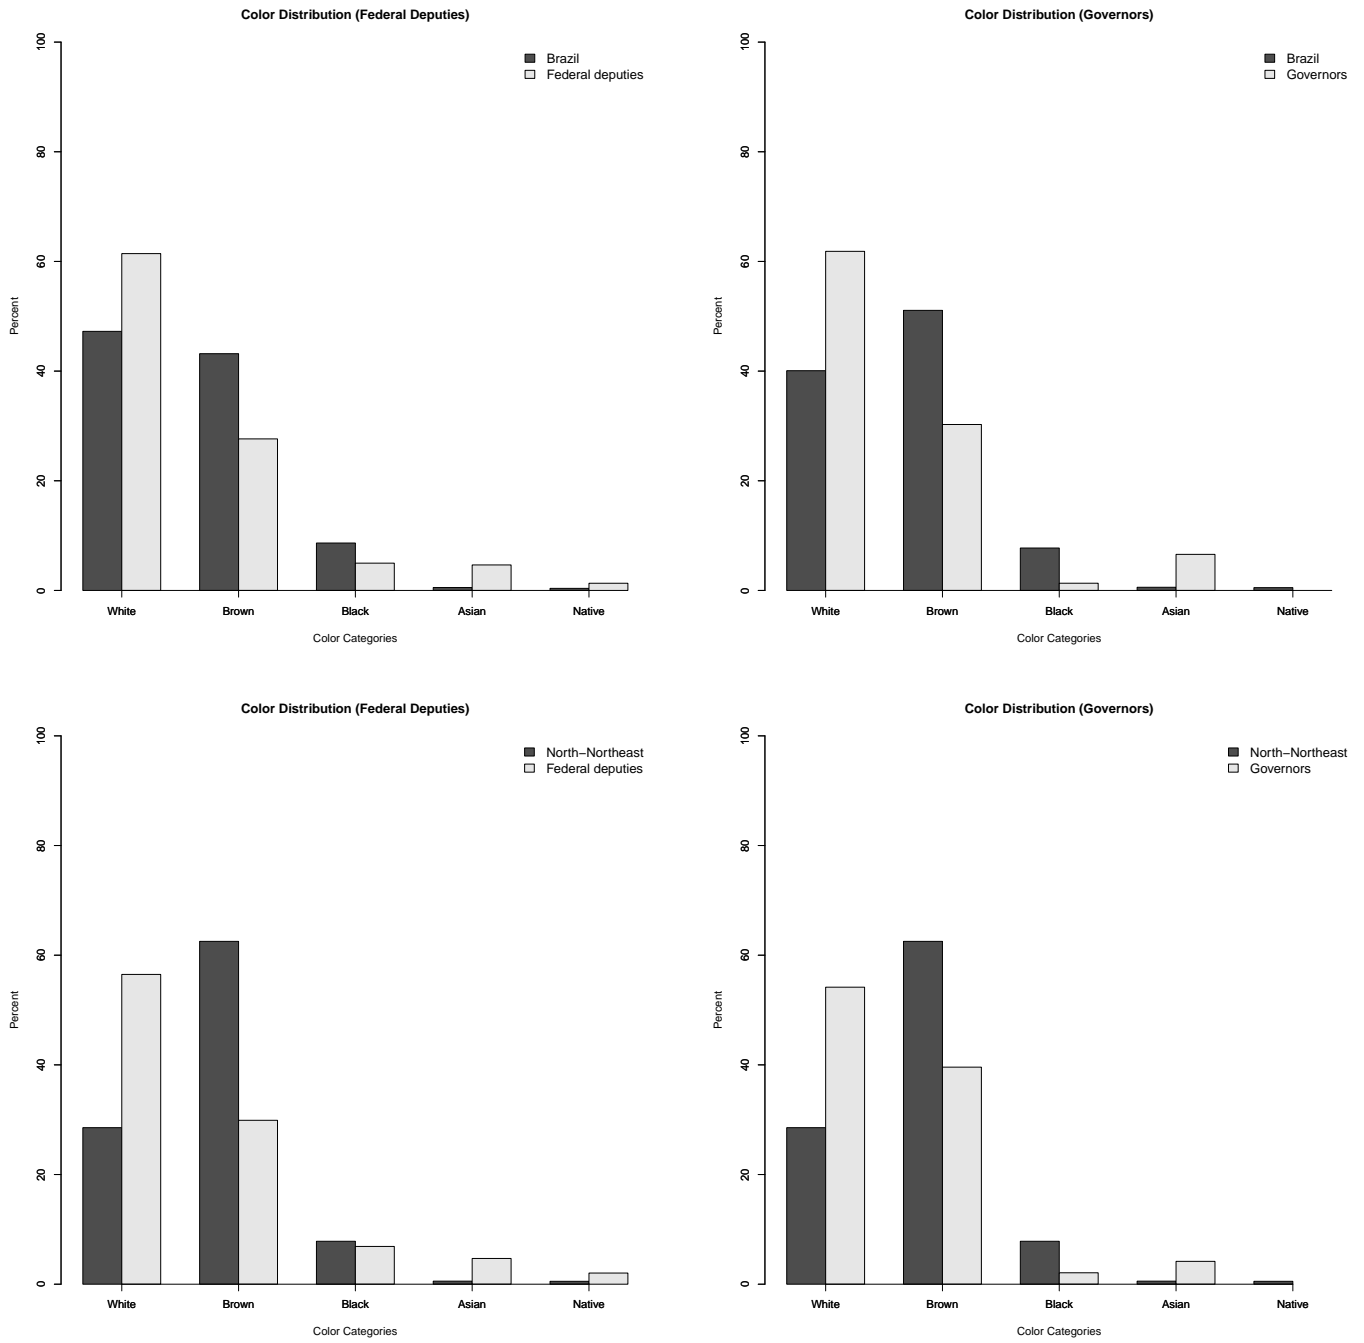 Color Distribution (Federal Deputies)
Percent
100
80
60
40
20
0
Brazil
Federal deputies
White Brown Black Asian Native
Color Categories
Color Distribution (Governors)
Percent
100
80
60
40
20
0
Brazil
Governors
White Brown Black Asian Native
Color Categories
Color Distribution (Federal Deputies)
Percent
100
80
60
40
20
0
North−Northeast
Federal deputies
White Brown Black Asian Native
Color Categories
Color Distribution (Governors)
Percent
100
80
60
40
20
0
North−Northeast
Governors
White Brown Black Asian Native
Color Categories